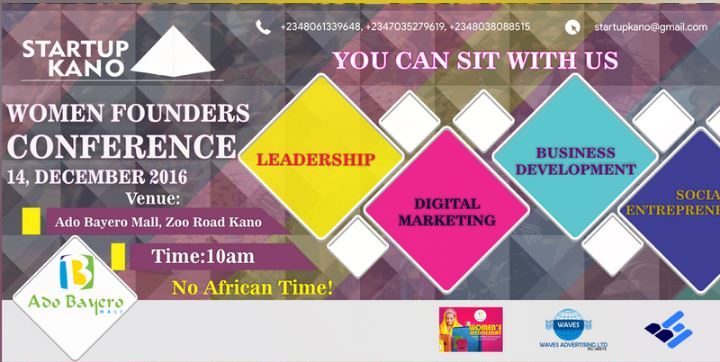 +2348061339648, +2347035279619, +2348038088515
startupkano@gmail.com
STARTUP
KANO
YOU CAN SIT WITH US
WOMEN FOUNDERS
CONFERENCE
14, DECEMBER 2016
Venue:
Ado Bayero Mall, Zoo Road Kano
Time:10am
No African Time!
LEADERSHIP
DIGITAL
MARKETING
BUSINESS
DEVELOPMENT
SOCIA
ENTREPRENE
Ado Bayero
MALL
WOMEN'S
WEDNESDAY
WAVES
WAVES ADVERTISING LTD